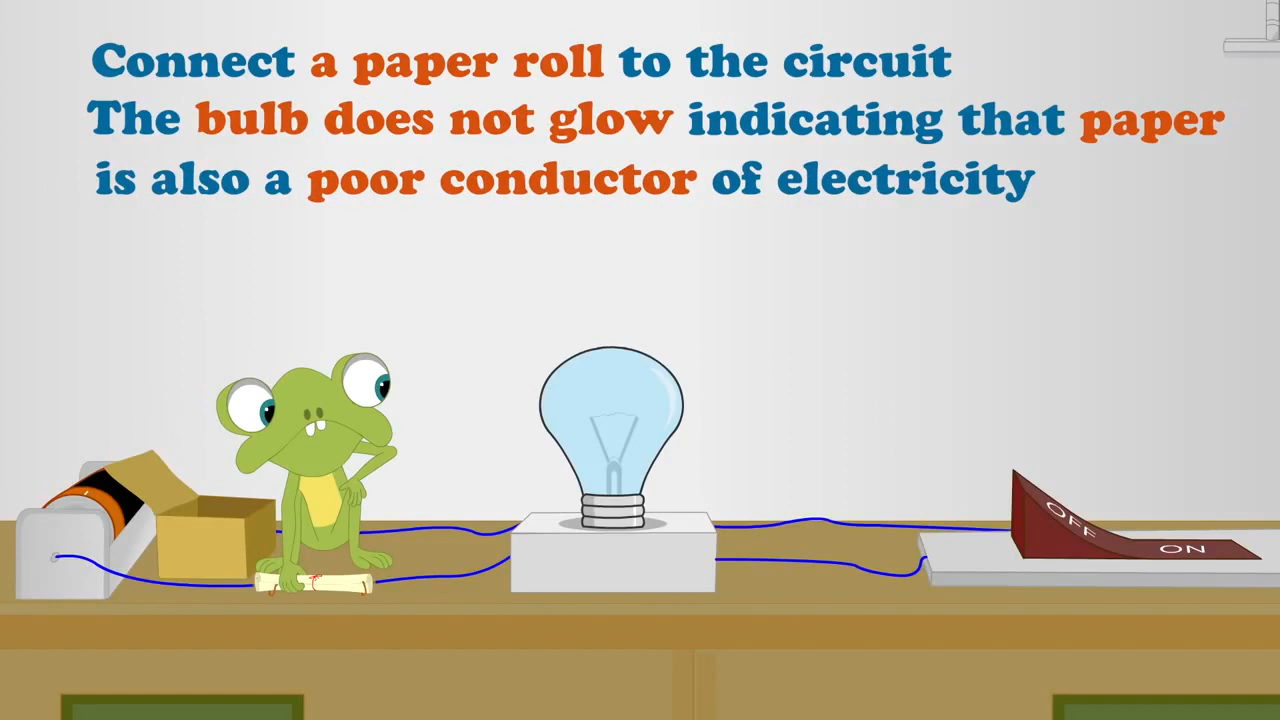 Connect a paper roll to the circuit
The bulb does not glow indicating that paper
is also a poor conductor of electricity
OFF
ON